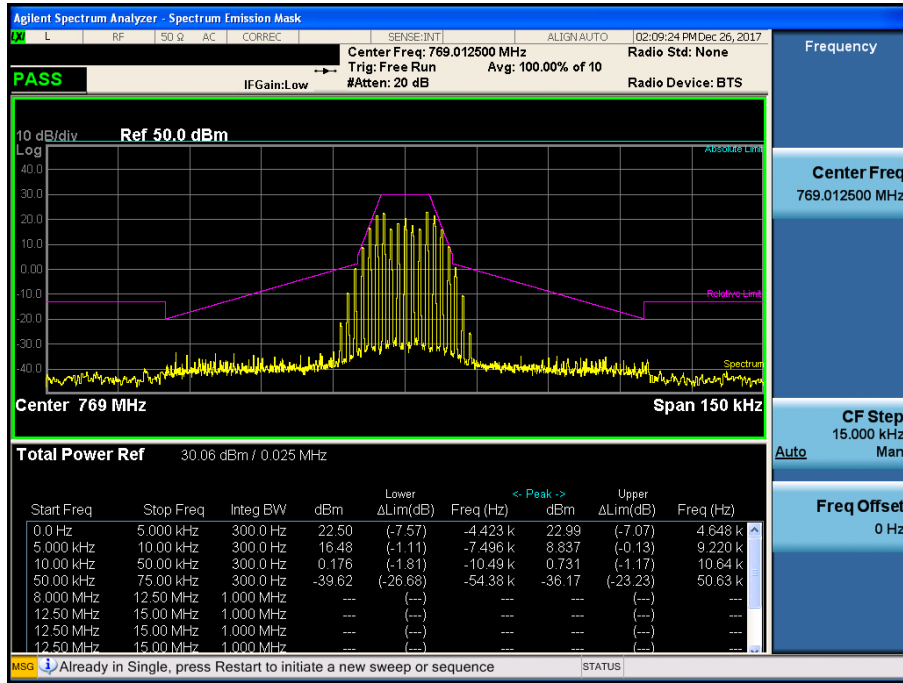 Agilent Spectrum Analyzer - Spectrum Emission Mask
LXI L RF 50 Ω AC CORREC SENSE:INT ALIGNAUTO 02:09:24 PM Dec 26, 2017
Center Freq: 769.012500 MHz Radio Std: None
Trig: Free Run Avg: 100.00% of 10
PASS IFGain:Low #Atten: 20 dB Radio Device: BTS
10 dB/div Ref 50.0 dBm
Log
Absolute Limit
40.0
30.0
20.0
10.0
0.00
-10.0
Relative Limit
-20.0
-30.0
-40.0
Spectrum
Center 769 MHz Span 150 kHz
Total Power Ref 30.06 dBm / 0.025 MHz
Lower <- Peak -> Upper
Start Freq Stop Freq Integ BW dBm ΔLim(dB) Freq (Hz) dBm ΔLim(dB) Freq (Hz)
0.0 Hz 5.000 kHz 300.0 Hz 22.50 (-7.57) -4.423 k 22.99 (-7.07) 4.648 k
5.000 kHz 10.00 kHz 300.0 Hz 16.48 (-1.11) -7.496 k 8.837 (-0.13) 9.220 k
10.00 kHz 50.00 kHz 300.0 Hz 0.176 (-1.81) -10.49 k 0.731 (-1.17) 10.64 k
50.00 kHz 75.00 kHz 300.0 Hz -39.62 (-26.68) -54.38 k -36.17 (-23.23) 50.63 k
8.000 MHz 12.50 MHz 1.000 MHz --- (---) --- --- (---) ---
12.50 MHz 15.00 MHz 1.000 MHz --- (---) --- --- (---) ---
12.50 MHz 15.00 MHz 1.000 MHz --- (---) --- --- (---) ---
12.50 MHz 15.00 MHz 1.000 MHz --- (---) --- --- (---) ---
MSG Already in Single, press Restart to initiate a new sweep or sequence STATUS
Frequency
Center Freq
769.012500 MHz
CF Step
15.000 kHz
Auto Man
Freq Offset
0 Hz